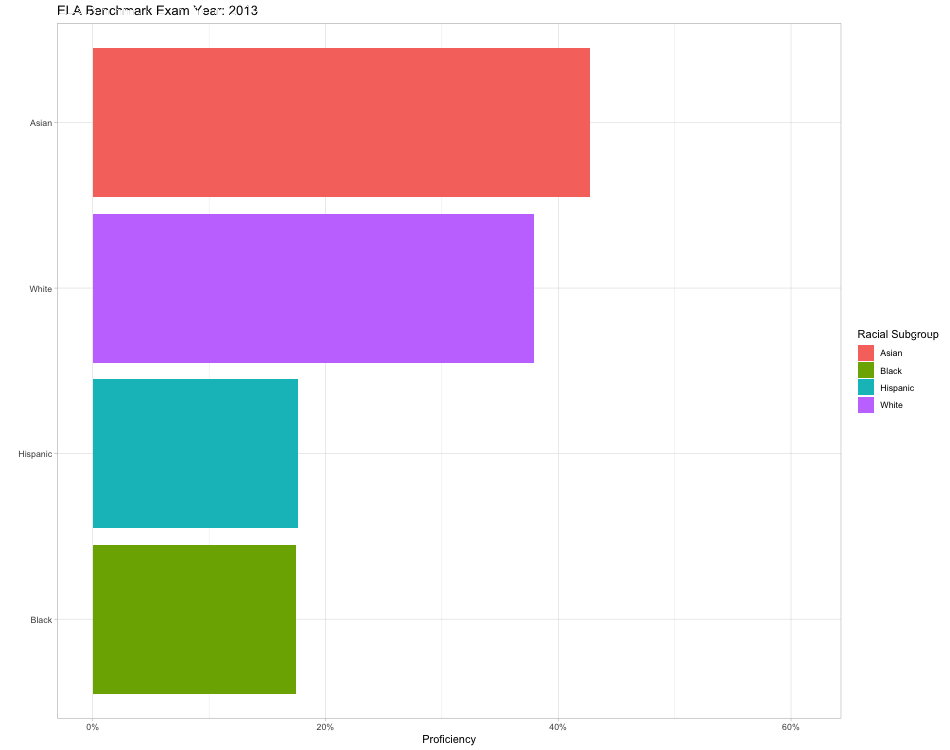 ELA Benchmark Exam Year: 2013
Asian
White
Hispanic
Black
0% 20% 40% 60%
Proficiency
Racial Subgroup
Asian
Black
Hispanic
White